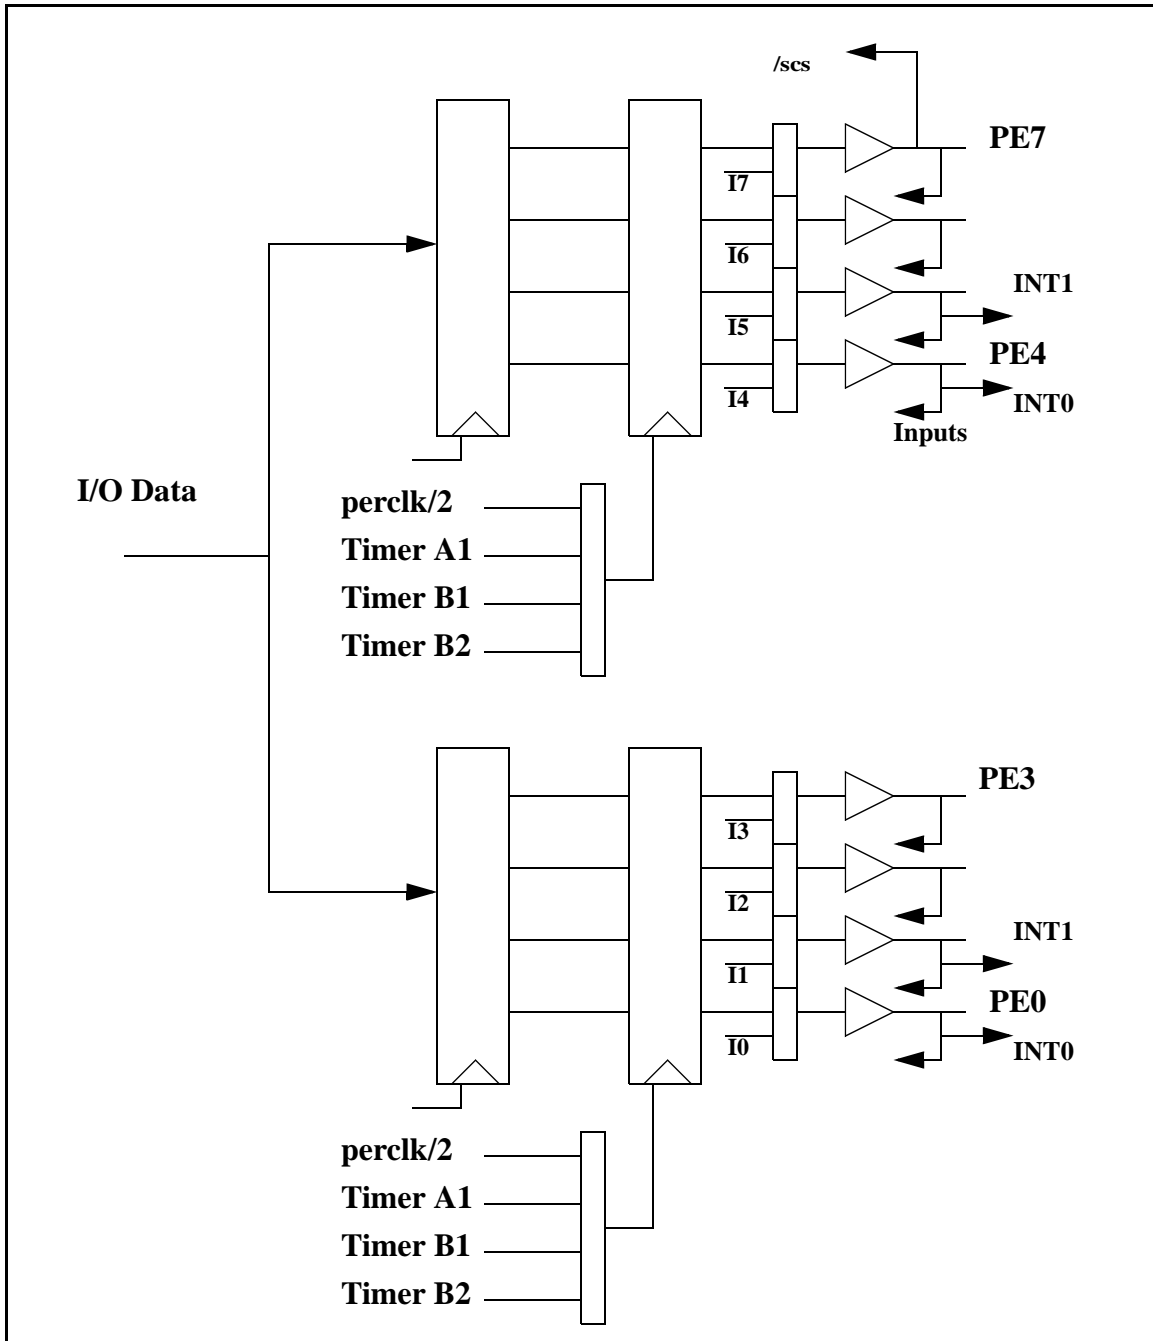 /scs
PE7
I7
I6
INT1
I5
PE4
I4
INT0
Inputs
I/O Data
perclk/2
Timer A1
Timer B1
Timer B2
PE3
I3
I2
INT1
I1
PE0
I0
INT0
perclk/2
Timer A1
Timer B1
Timer B2